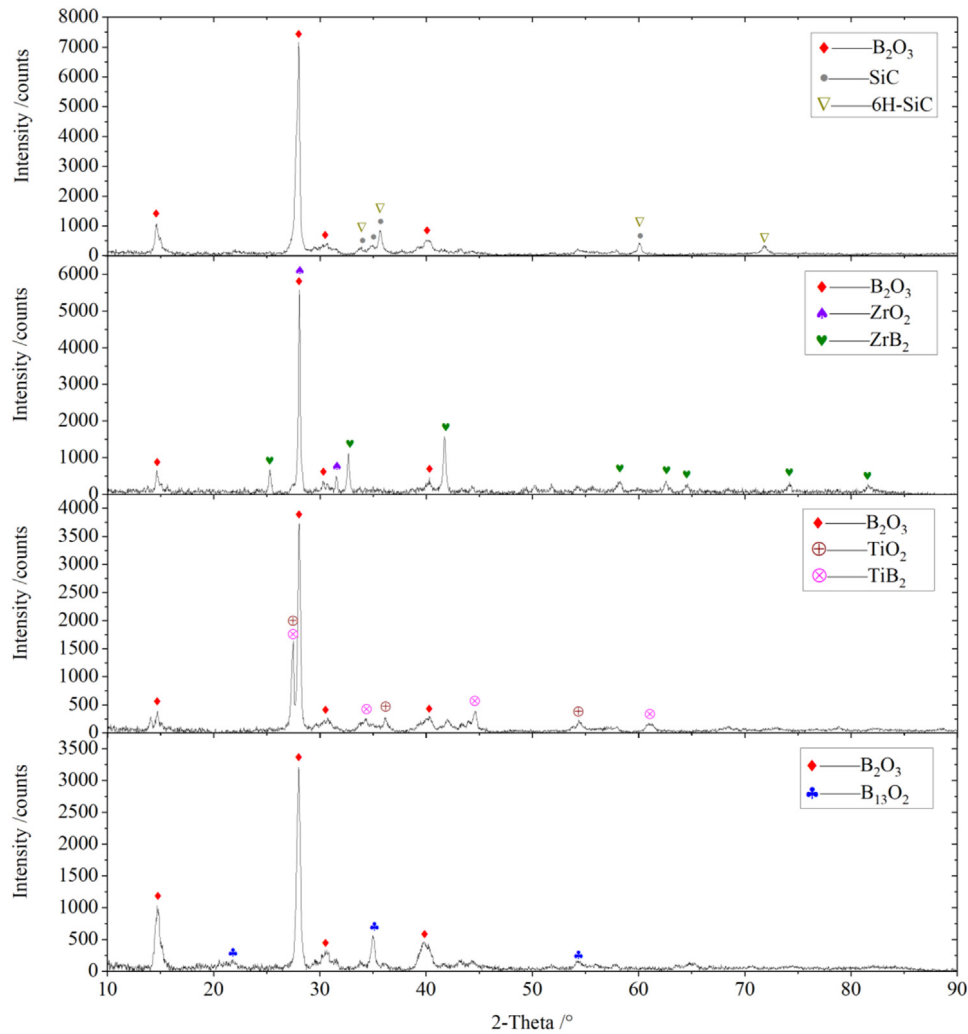 8000
7000
6000
5000
4000
3000
2000
1000
0
Intensity /counts
B₂O₃
SiC
6H-SiC
6000
5000
4000
3000
2000
1000
0
Intensity /counts
B₂O₃
ZrO₂
ZrB₂
4000
3500
3000
2500
2000
1500
1000
500
0
Intensity /counts
B₂O₃
TiO₂
TiB₂
3500
3000
2500
2000
1500
1000
500
0
Intensity /counts
B₂O₃
B₁₃O₂
10 20 30 40 50 60 70 80 90
2-Theta /°